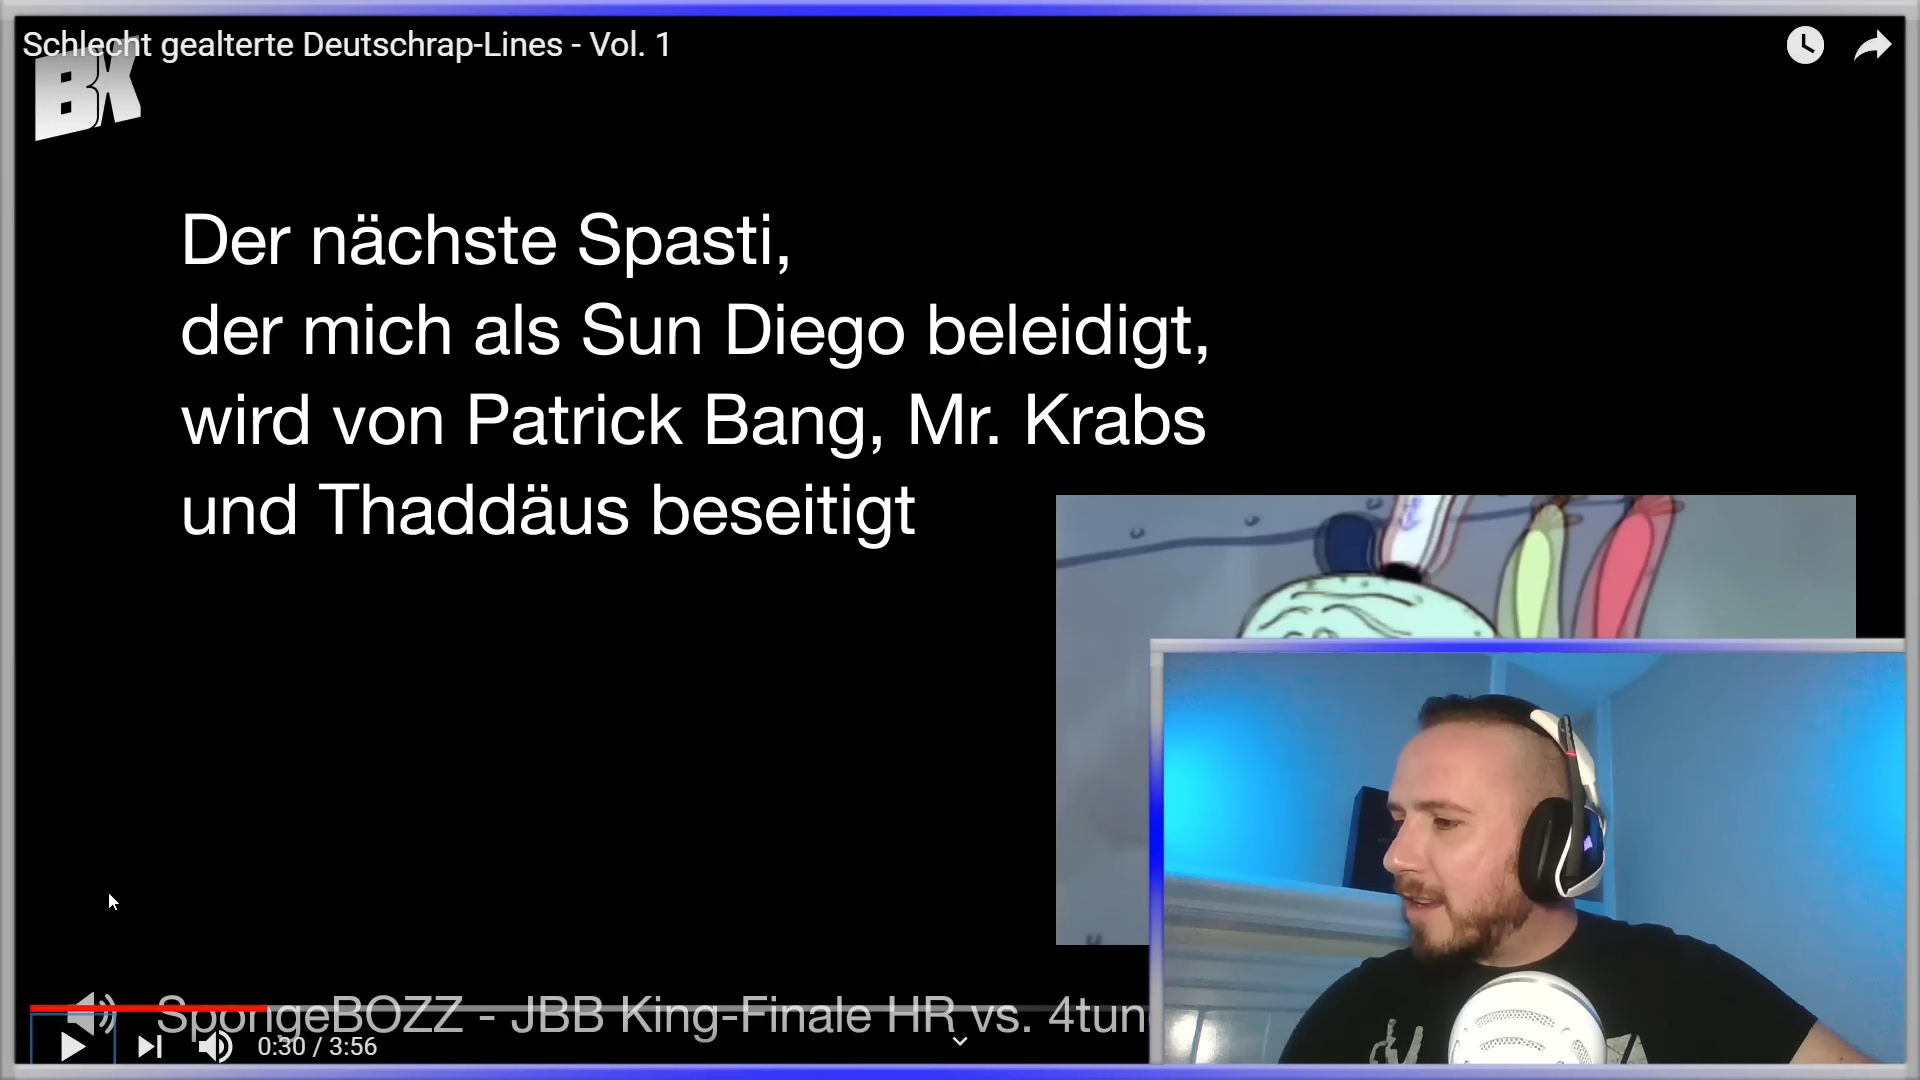 Schlecht gealterte Deutschrap-Lines - Vol. 1
BX
Der nächste Spasti,
der mich als Sun Diego beleidigt,
wird von Patrick Bang, Mr. Krabs
und Thaddäus beseitigt
SpongeBOZZ - JBB King-Finale HR vs. 4tun
0:30 / 3:56